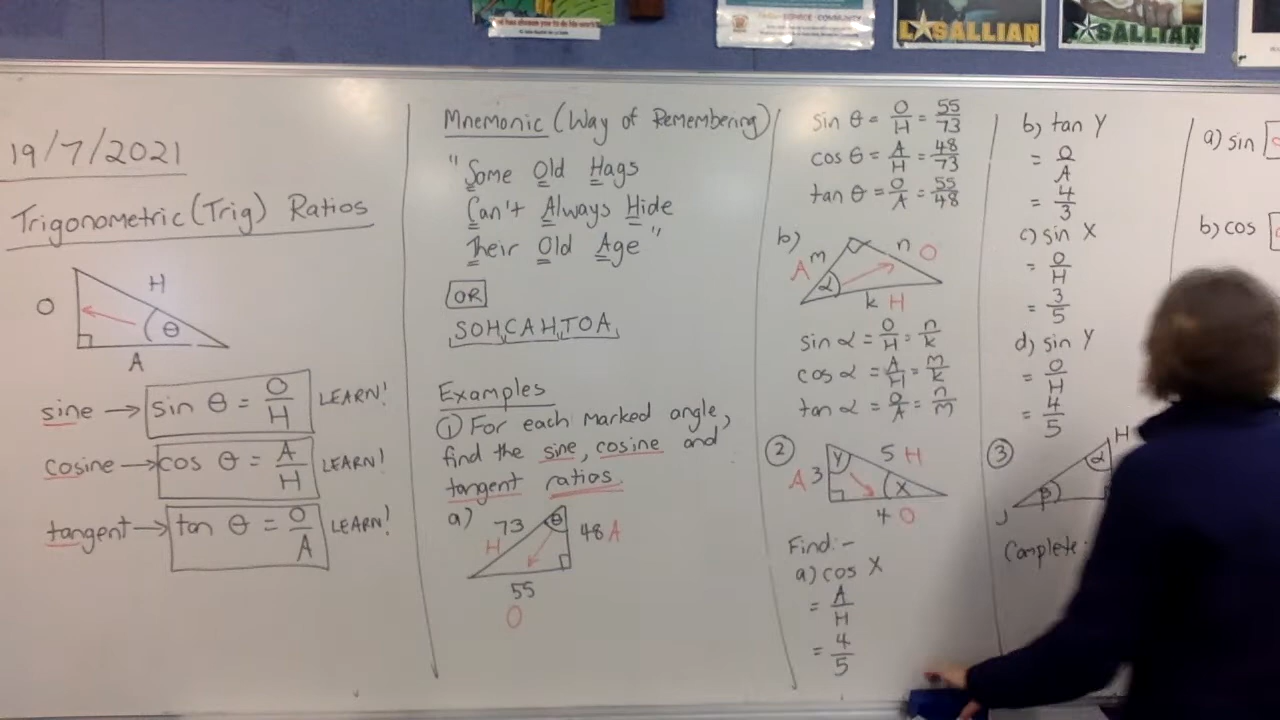 LASALLIAN
LASALLIAN
19/7/2021
Trigonometric (Trig) Ratios
O
H
θ
A
sine → sin θ = O/H LEARN!
cosine → cos θ = A/H LEARN!
tangent → tan θ = O/A LEARN!
Mnemonic (Way of Remembering)
"Some Old Hags
Can't Always Hide
Their Old Age"
OR
SOH,CAH,TOA,
Examples
① For each marked angle,
find the sine, cosine and
tangent ratios.
a)
73 θ 48 A
H
55
O
sin θ = O/H = 55/73
cos θ = A/H = 48/73
tan θ = O/A = 55/48
b)
m n
A α O
k H
sin α = O/H = n/k
cos α = A/H = m/k
tan α = O/A = n/m
②
Y 5 H
A 3 X
4 O
Find:-
a) cos X
= A/H
= 4/5
b) tan Y
= O/A
= 4/3
c) sin X
= O/H
= 3/5
d) sin Y
= O/H
= 4/5
③
H
α
β
J
Complete:
a) sin
b) cos